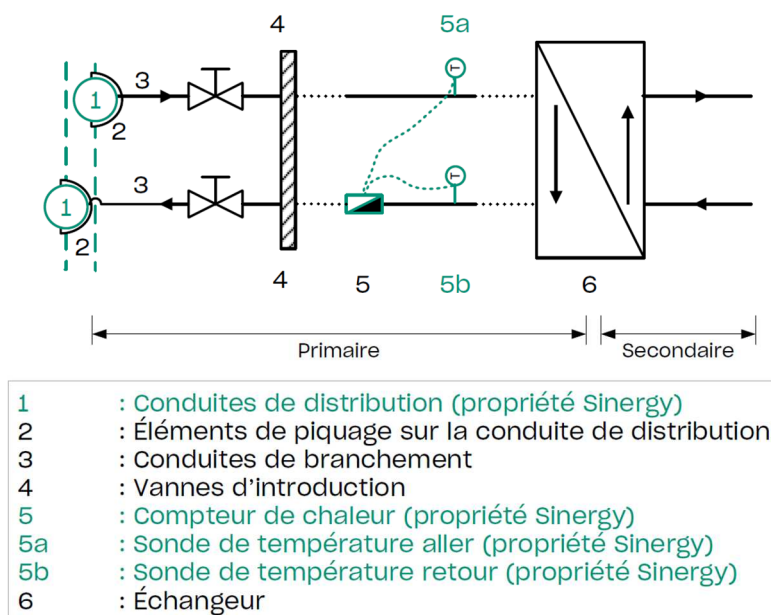 4
5a
T
3
1
2
T
3
1
2
4
5
5b
6
Primaire
Secondaire
1 : Conduites de distribution (propriété Sinergy)
2 : Éléments de piquage sur la conduite de distribution
3 : Conduites de branchement
4 : Vannes d’introduction
5 : Compteur de chaleur (propriété Sinergy)
5a : Sonde de température aller (propriété Sinergy)
5b : Sonde de température retour (propriété Sinergy)
6 : Échangeur